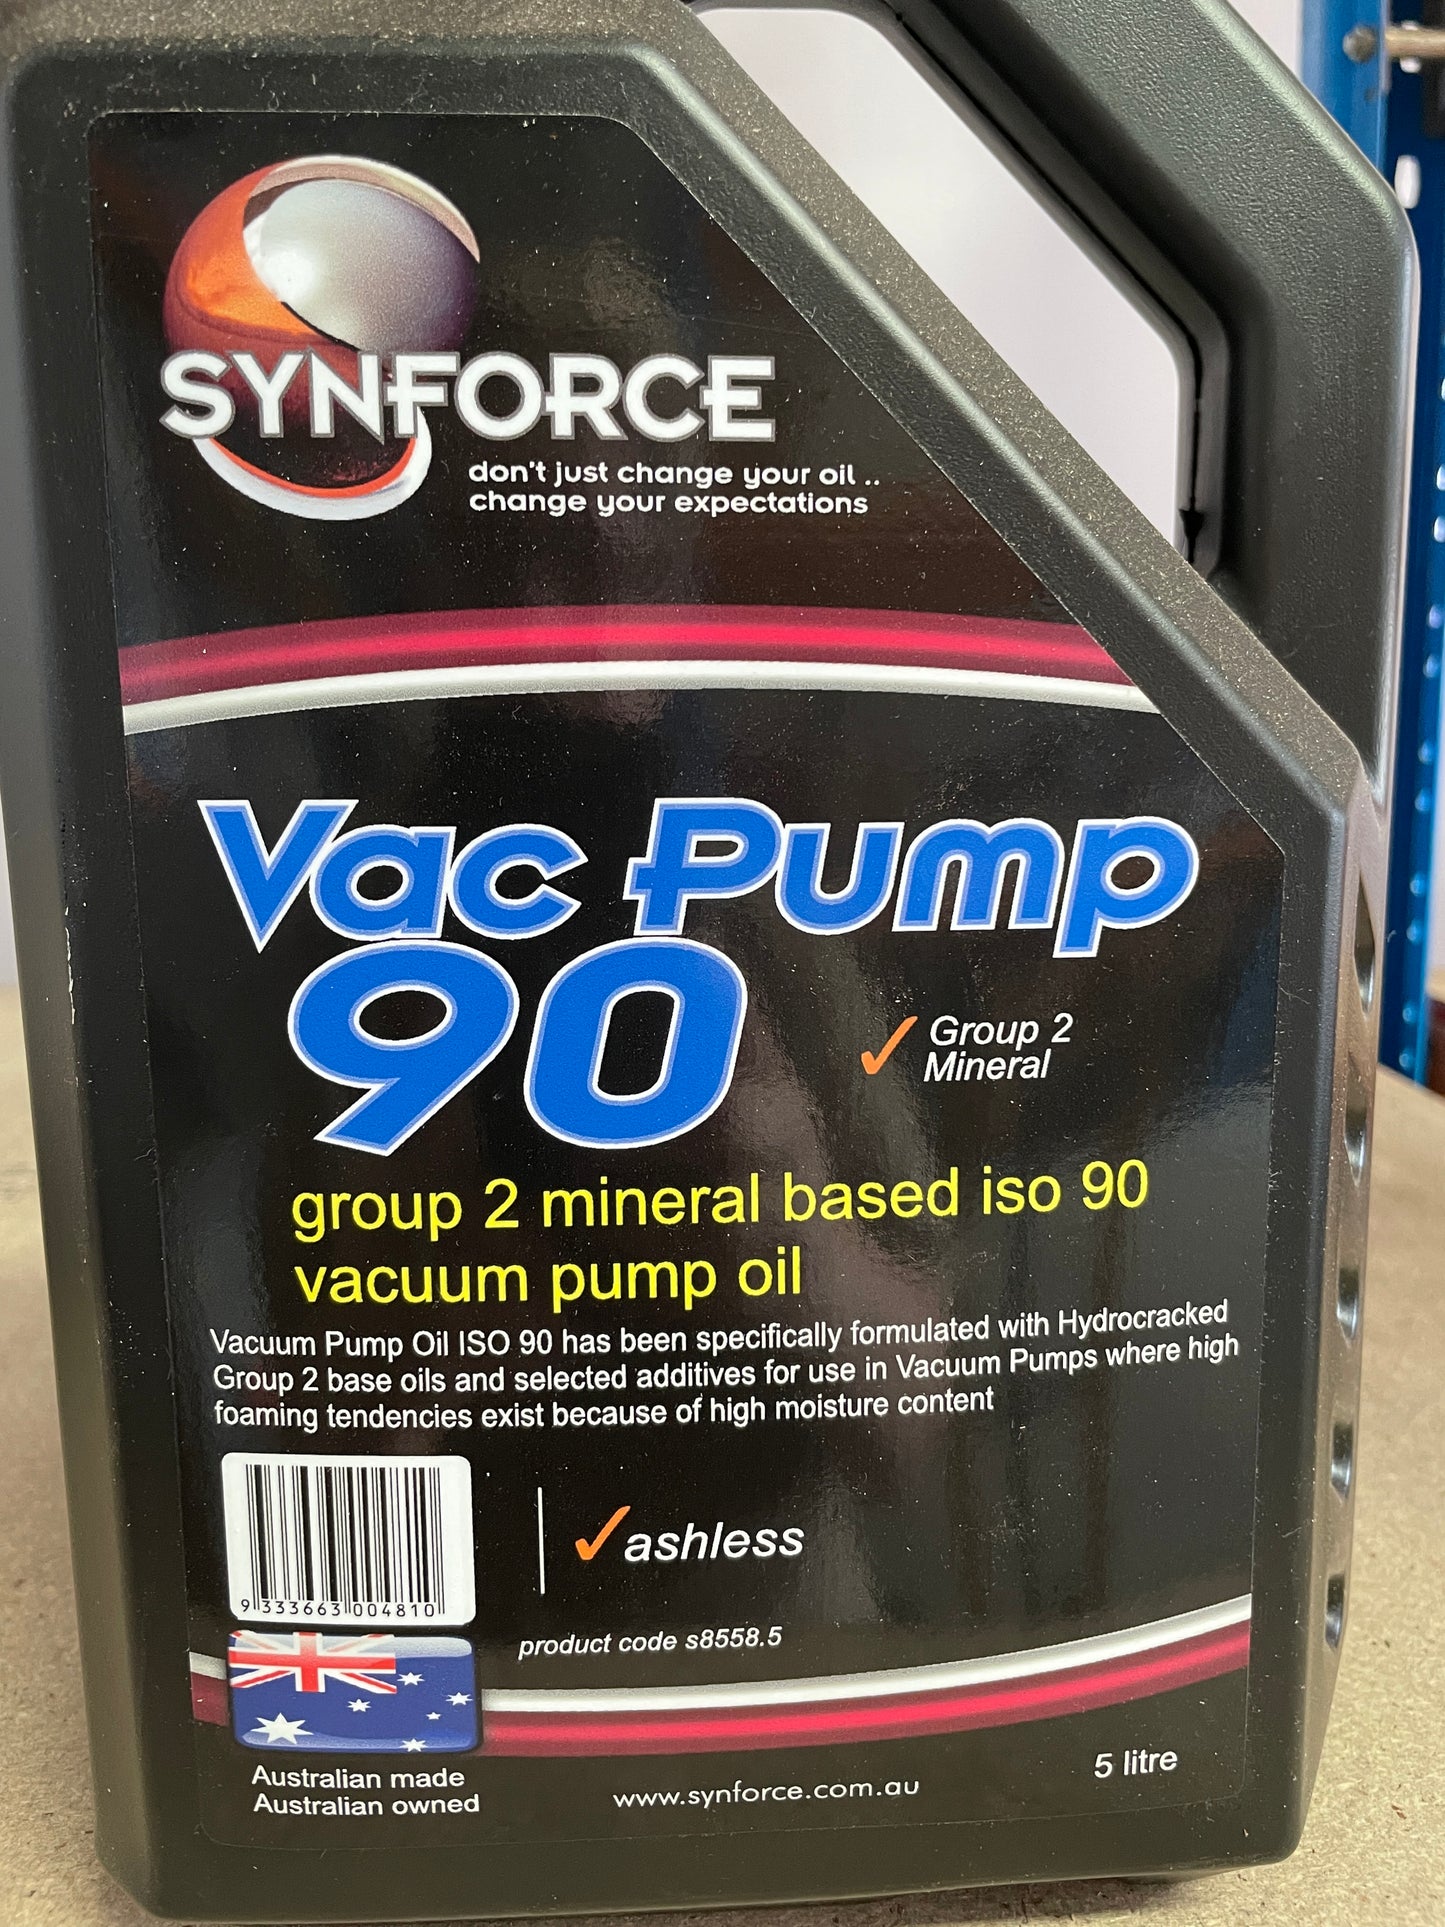 SYNFORCE
don't just change your oil ..
change your expectations
Vac Pump
90
Group 2
Mineral
group 2 mineral based iso 90
vacuum pump oil
Vacuum Pump Oil ISO 90 has been specifically formulated with Hydrocracked
Group 2 base oils and selected additives for use in Vacuum Pumps where high
foaming tendencies exist because of high moisture content
ashless
9 333663 004810
product code s8558.5
Australian made
Australian owned
www.synforce.com.au
5 litre